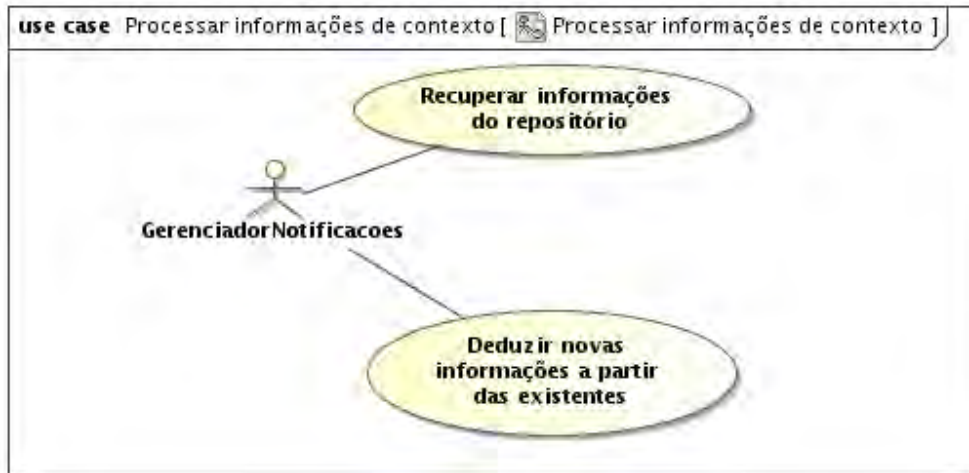 use case Processar informações de contexto [ Processar informações de contexto ]
Recuperar informações
do repositório
GerenciadorNotificacoes
Deduzir novas
informações a partir
das existentes